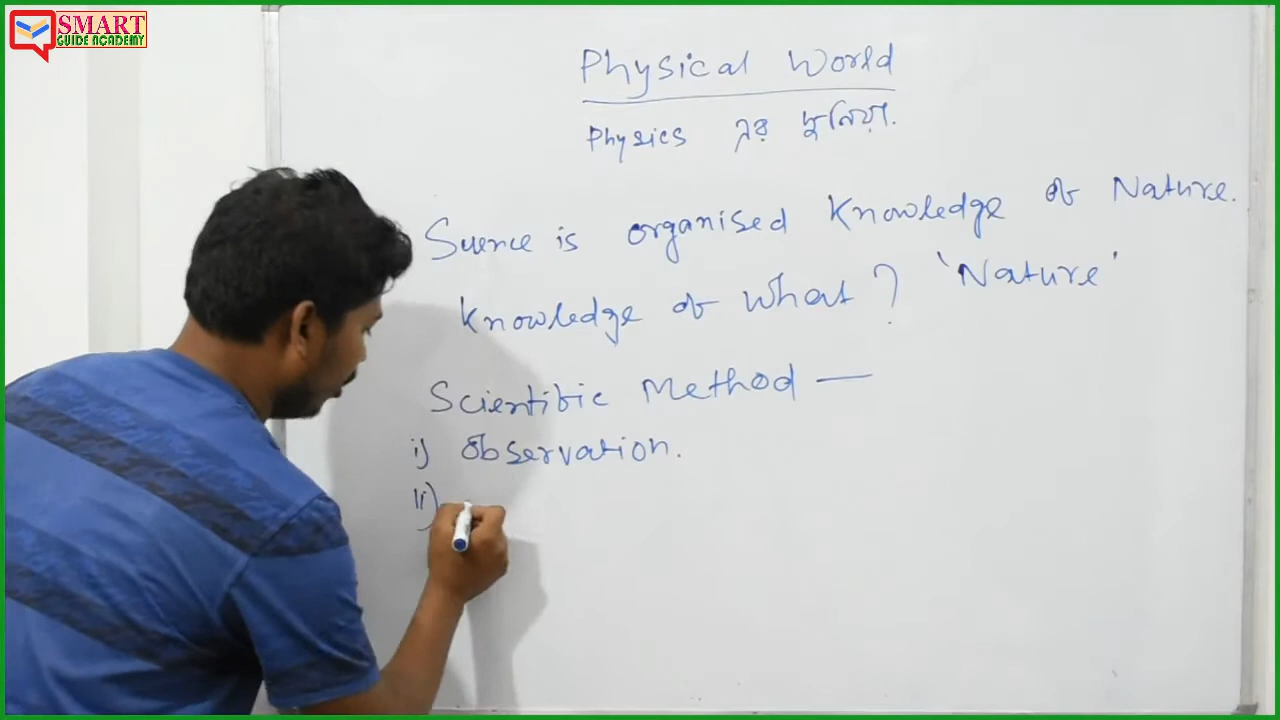 SMART
GUIDE ACADEMY
Physical World
Physics এর দুনিয়া.
Science is organised Knowledge of Nature.
Knowledge of What? 'Nature'
Scientific Method —
i) Observation.
ii)